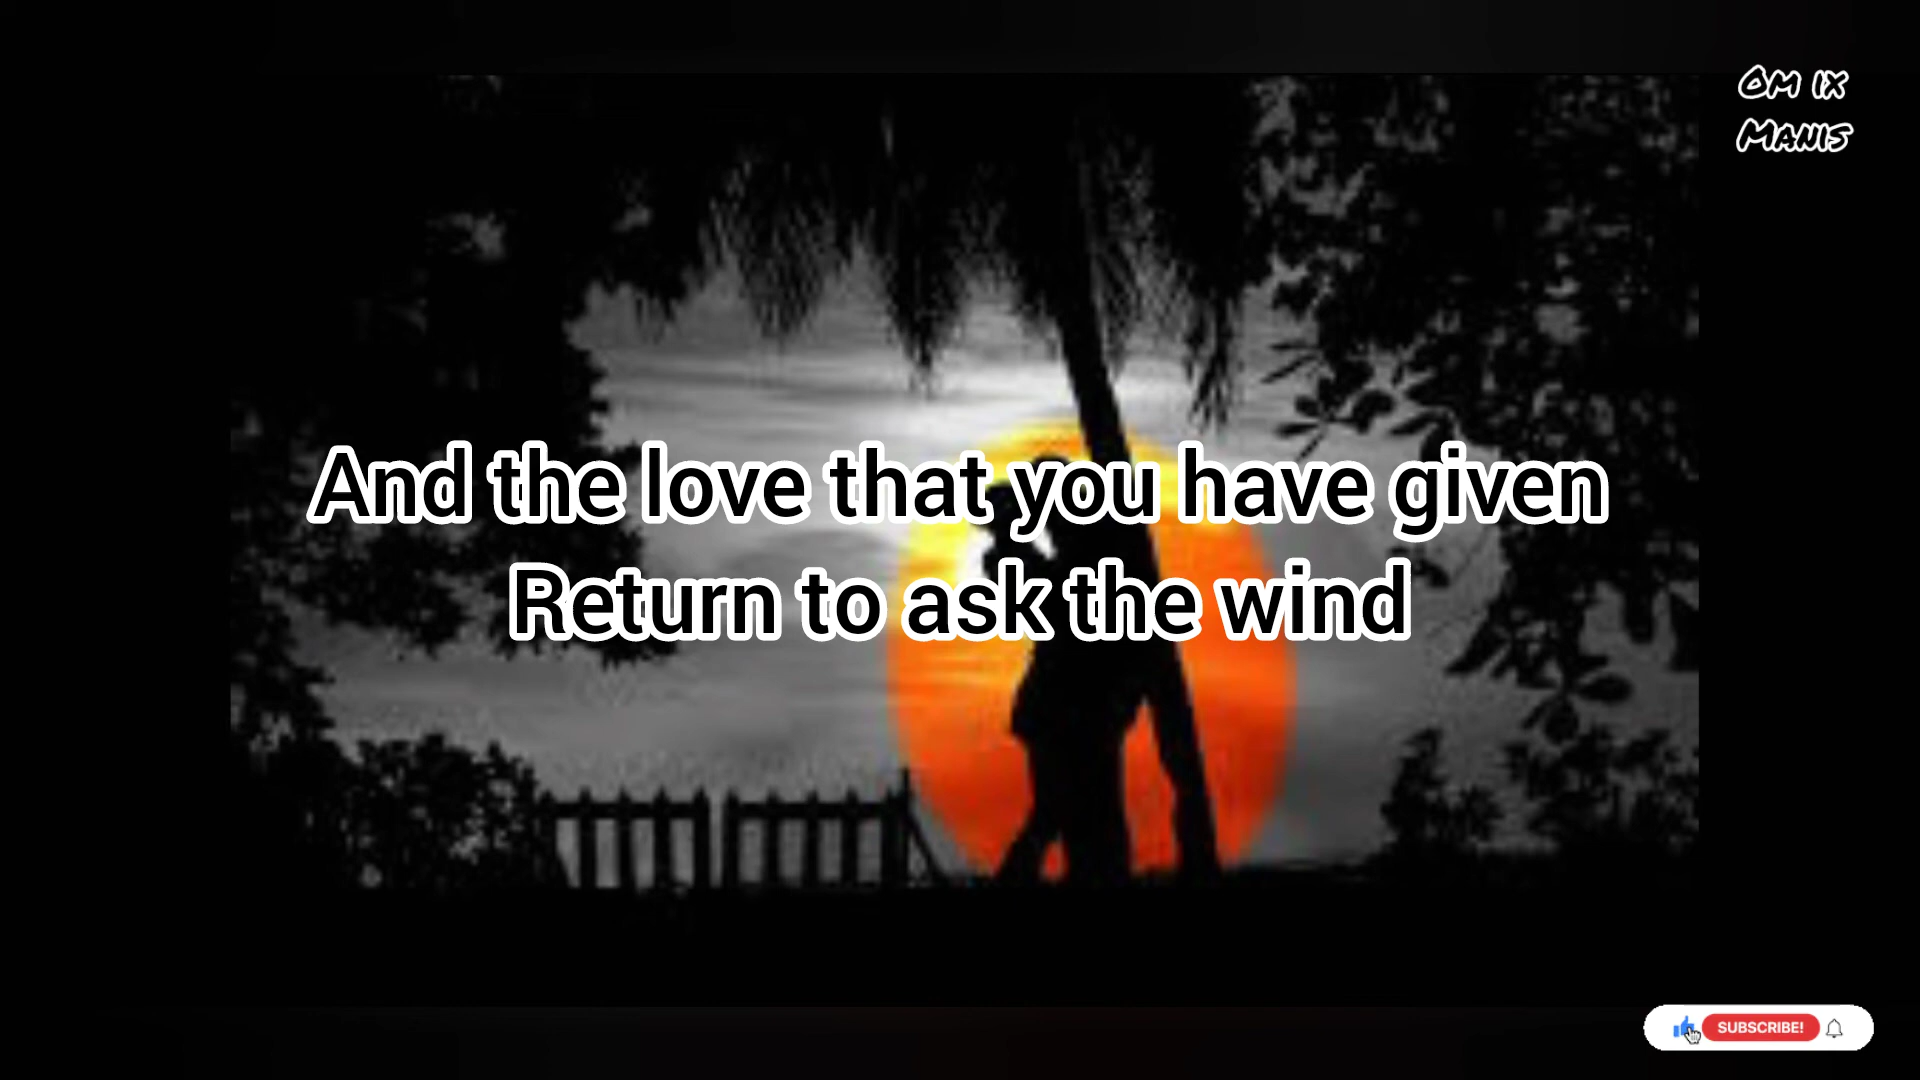 Om ix
Manis
And the love that you have given
Return to ask the wind
SUBSCRIBE!